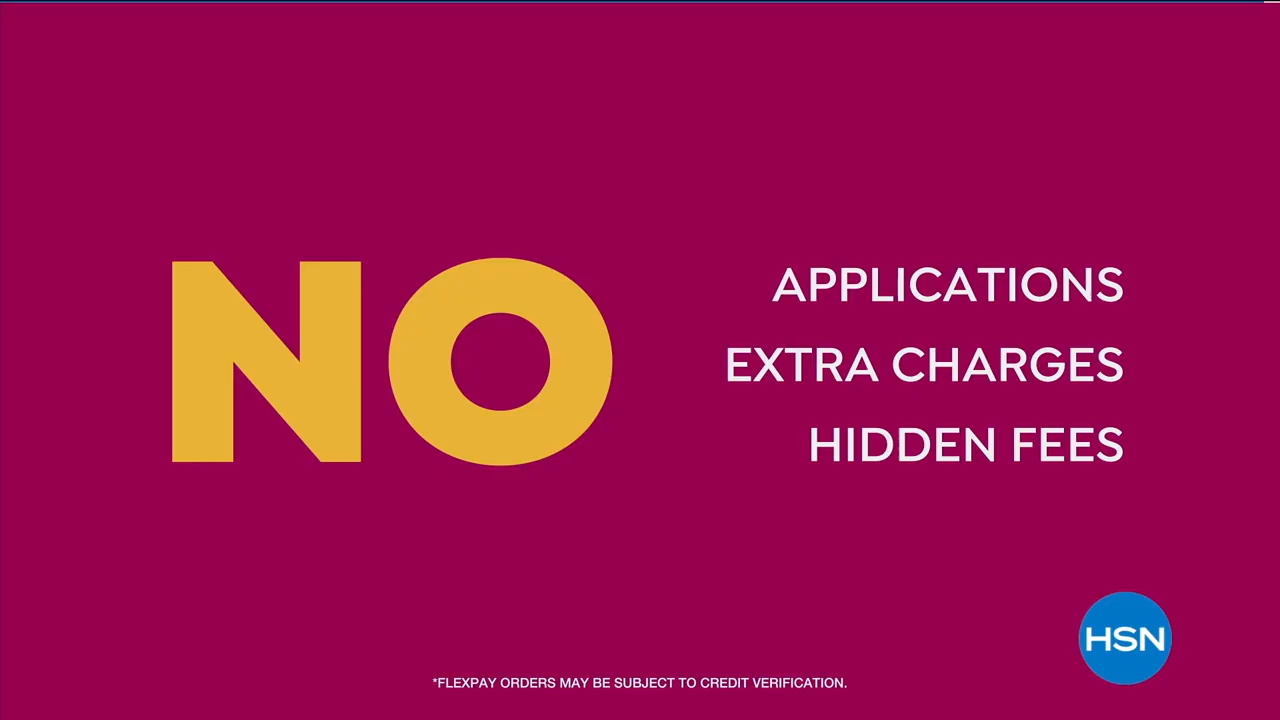 NO
APPLICATIONS
EXTRA CHARGES
HIDDEN FEES
HSN
*FLEXPAY ORDERS MAY BE SUBJECT TO CREDIT VERIFICATION.